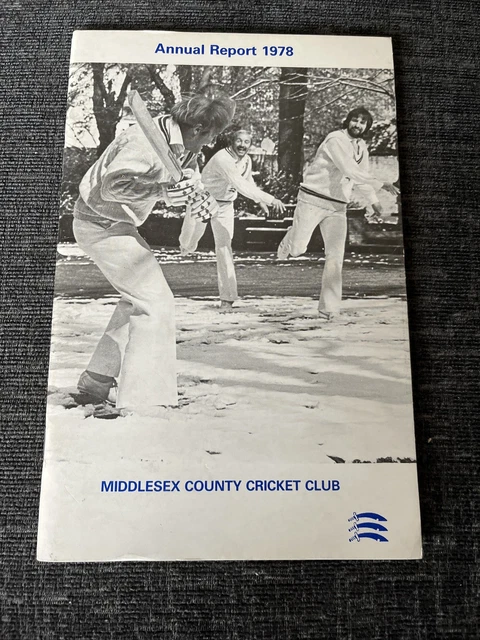 Annual Report 1978
MIDDLESEX COUNTY CRICKET CLUB